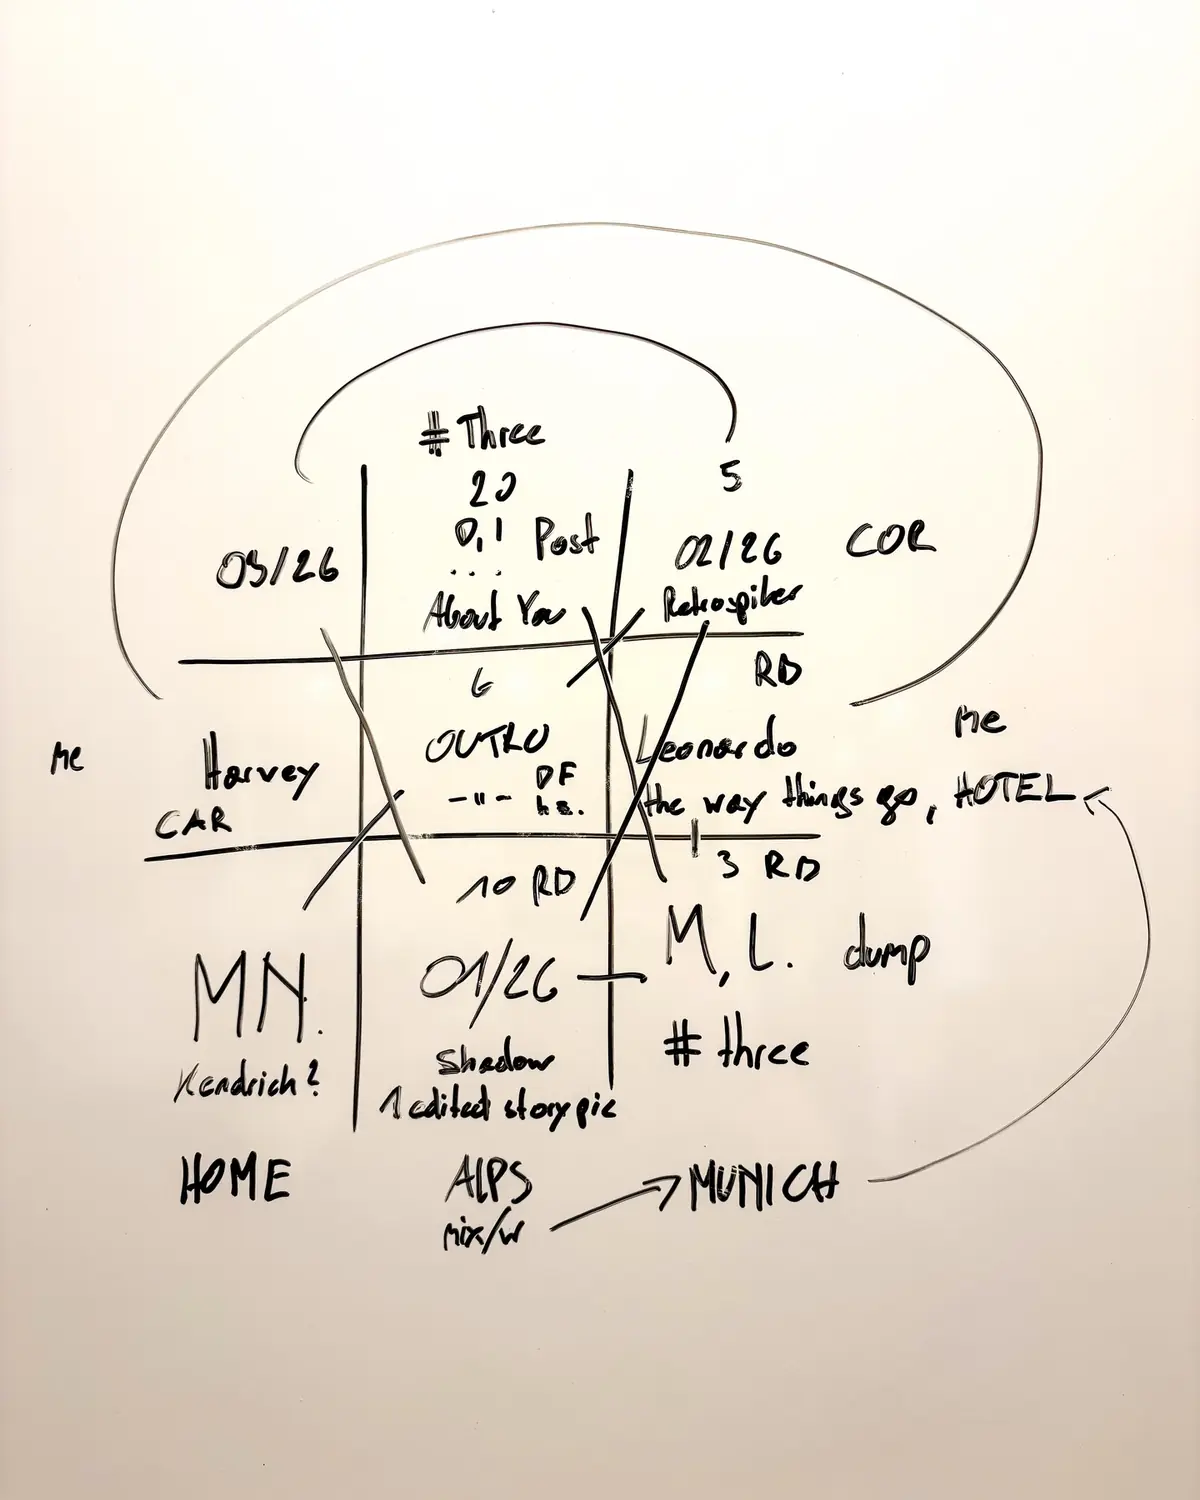 # Three
20
5
0,1 Post
...
03/26
02/26
COR
About You
Retrospiker
6
RD
OUTRO
Me
Harvey
Leonardo
Me
DF
CAR
-"-
the way things go, HOTEL
10 RD
3 RD
MN.
01/26
M, L. dump
# three
Kendrich?
Shadow
1 edited story pic
HOME
ALPS
MUNICH
mix/w